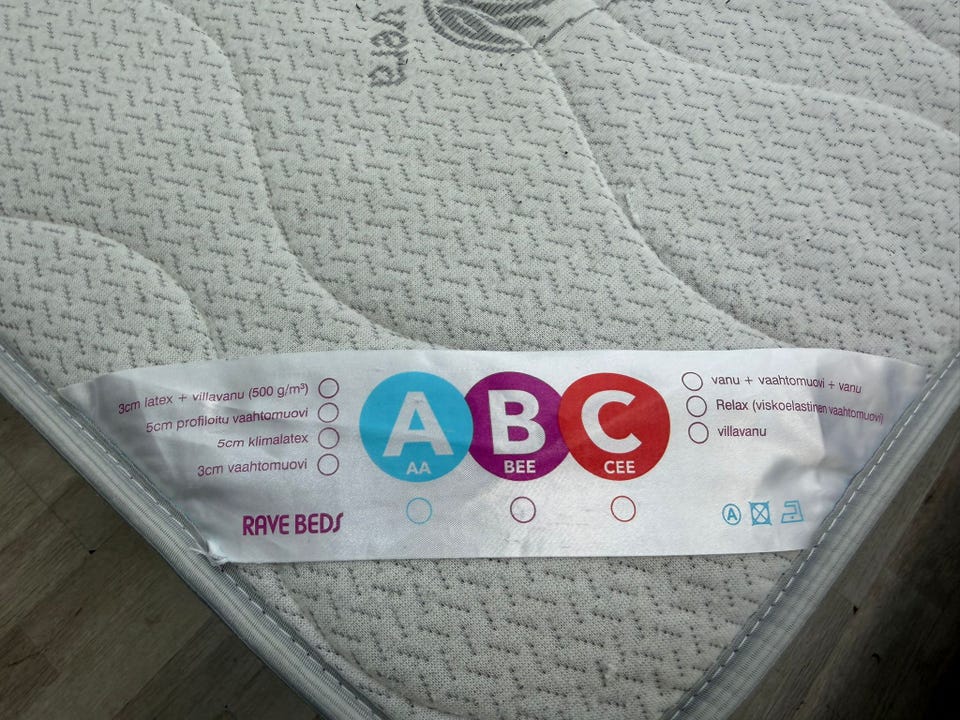 3cm latex + villavanu (500 g/m³)
5cm profiloitu vaahtomuovi
5cm klimalatex
3cm vaahtomuovi
A
AA
B
BEE
C
CEE
vanu + vaahtomuovi + vanu
Relax (viskoelastinen vaahtomuovi)
villavanu
RAVE BEDS
A